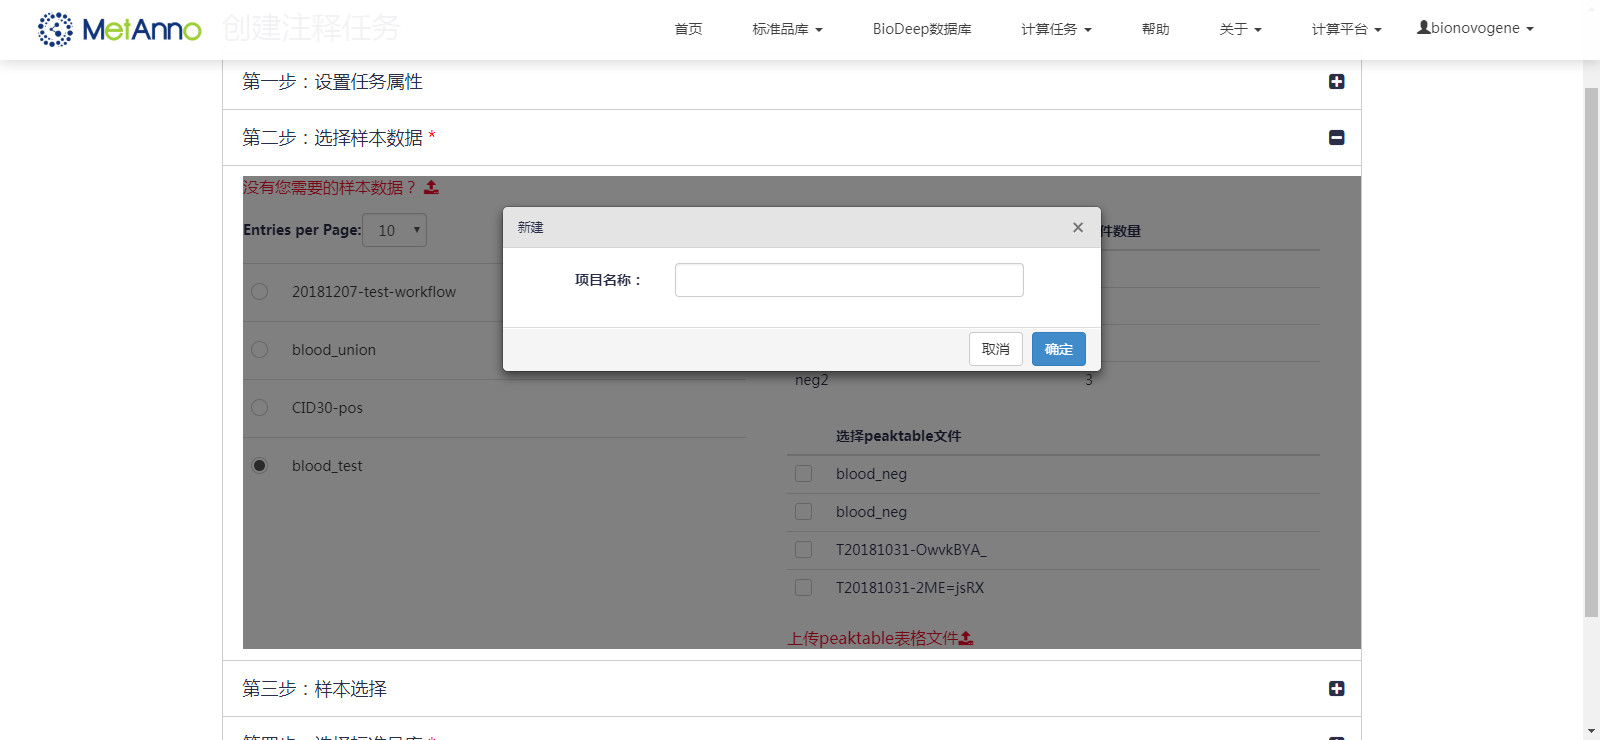 MetAnno 创建注释任务 首页 标准品库 BioDeep数据库 计算任务 帮助 关于 计算平台 bionovogene
第一步：设置任务属性
第二步：选择样本数据 *
没有您需要的样本数据？
Entries per Page: 10
20181207-test-workflow
blood_union
CID30-pos
blood_test
新建 ×
项目名称：
取消 确定
件数量
neg2 3
选择peaktable文件
blood_neg
blood_neg
T20181031-OwvkBYA_
T20181031-2ME=jsRX
上传peaktable表格文件
第三步：样本选择
第四步：选择标准品库 *